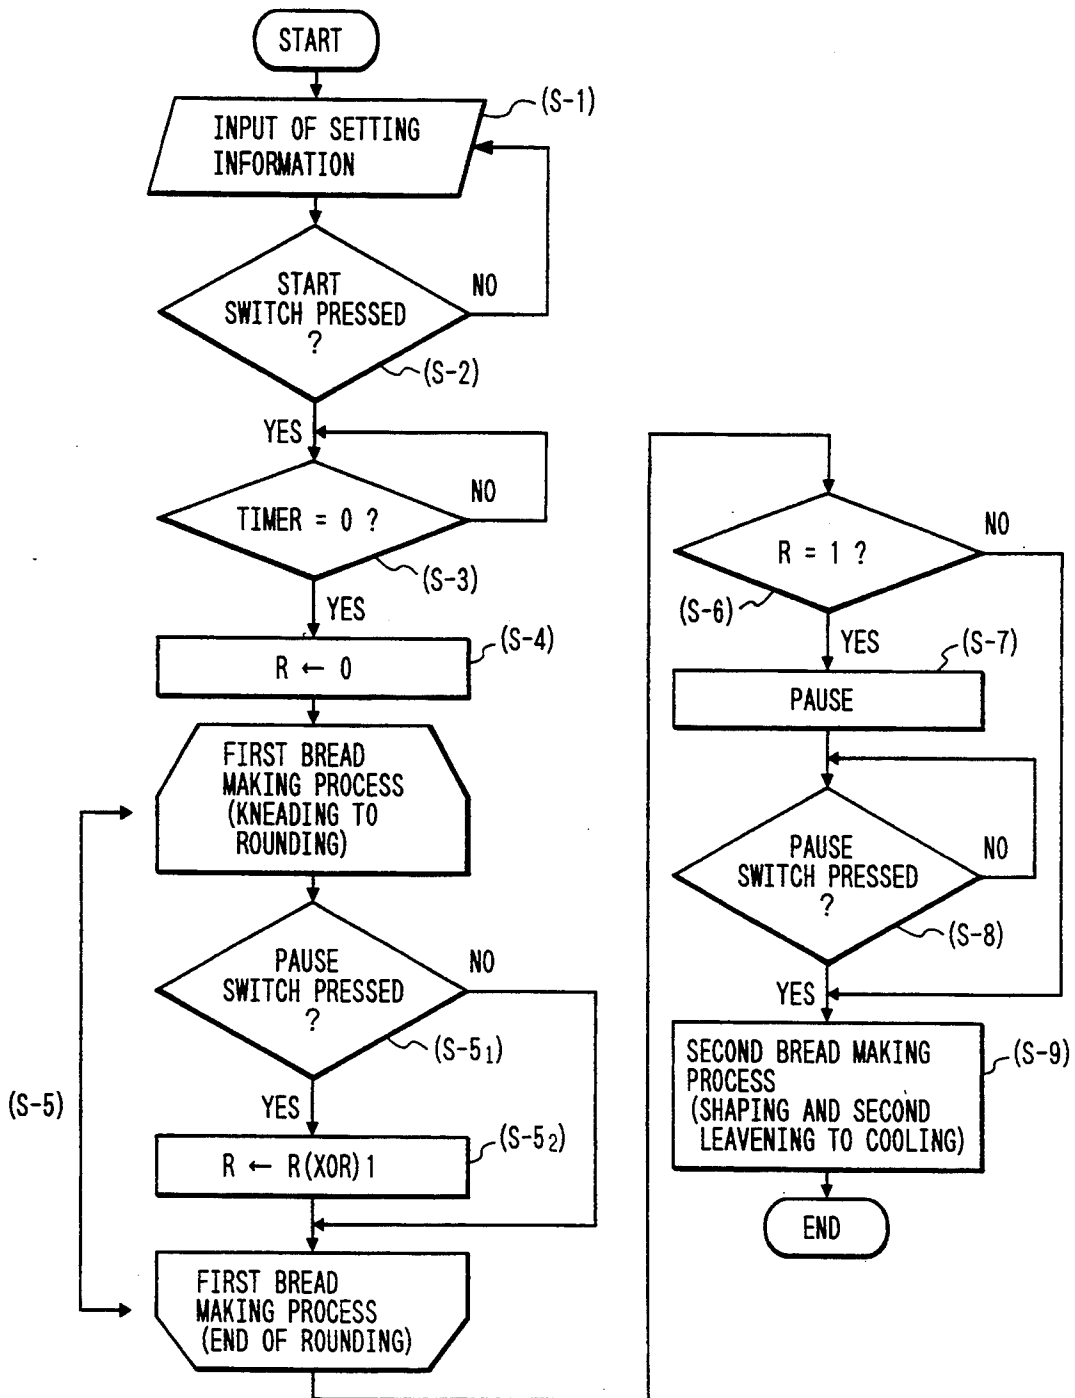 START
(S-1)
INPUT OF SETTING
INFORMATION
START
SWITCH PRESSED
?
NO
(S-2)
YES
TIMER = 0 ?
NO
(S-3)
YES
R ← 0
(S-4)
FIRST BREAD
MAKING PROCESS
(KNEADING TO
ROUNDING)
PAUSE
SWITCH PRESSED
?
NO
(S-5₁)
(S-5)
YES
R ← R(XOR)1
(S-5₂)
FIRST BREAD
MAKING PROCESS
(END OF ROUNDING)
R = 1 ?
NO
(S-6)
YES
(S-7)
PAUSE
PAUSE
SWITCH PRESSED
?
NO
(S-8)
YES
SECOND BREAD MAKING
PROCESS
(SHAPING AND SECOND
LEAVENING TO COOLING)
(S-9)
END